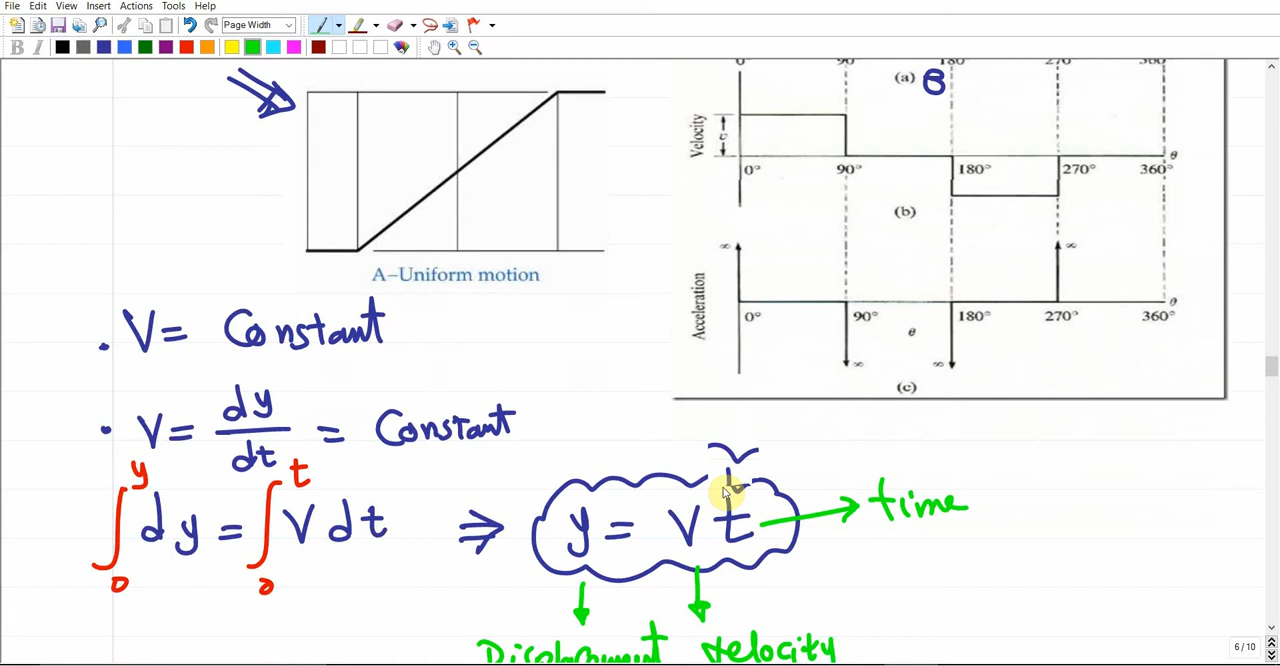 File Edit View Insert Actions Tools Help
Page Width
B I
0° 90 180 270 360
(a) θ
Velocity
c
0° 90° 180° 270° 360° θ
(b)
∞ ∞
Acceleration
0° 90° 180° 270° 360° θ
θ
∞ ∞
(c)
A–Uniform motion
• V = Constant
• V = dy/dt = Constant
∫₀ʸ dy = ∫₀ᵗ V dt ⇒ y = V t → time
Displacement velocity
6 / 10